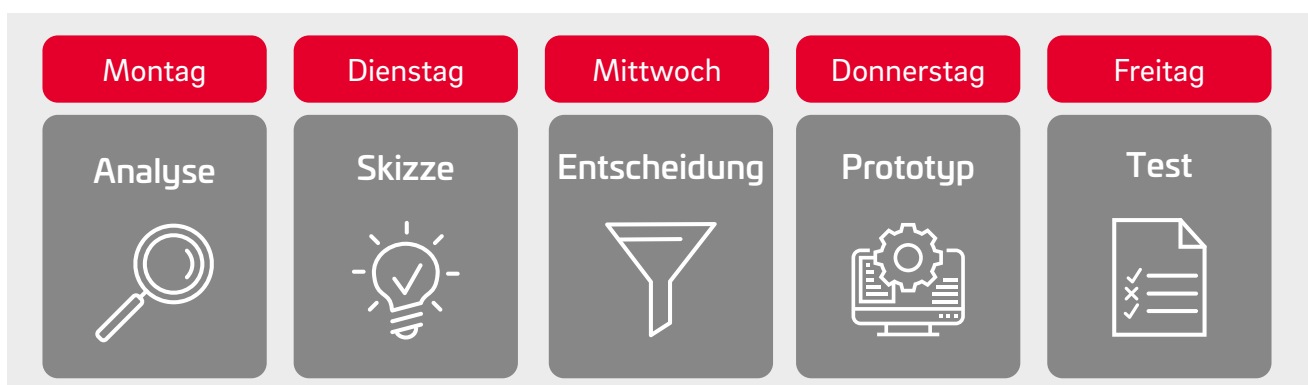 Montag
Dienstag
Mittwoch
Donnerstag
Freitag
Analyse
Skizze
Entscheidung
Prototyp
Test